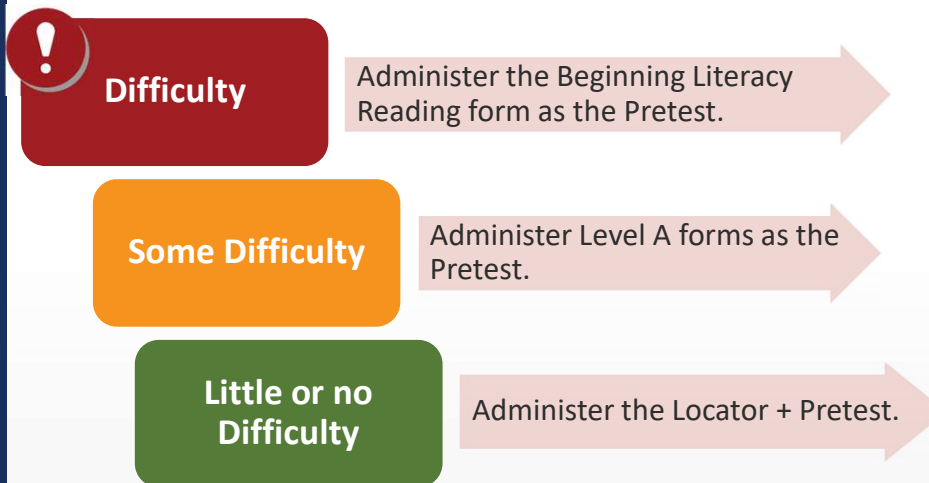 !
Difficulty
Administer the Beginning Literacy
Reading form as the Pretest.
Some Difficulty
Administer Level A forms as the
Pretest.
Little or no
Difficulty
Administer the Locator + Pretest.